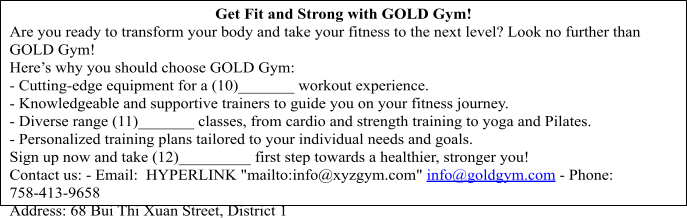 Get Fit and Strong with GOLD Gym!
Are you ready to transform your body and take your fitness to the next level? Look no further than
GOLD Gym!
Here's why you should choose GOLD Gym:
- Cutting-edge equipment for a (10)_______ workout experience.
- Knowledgeable and supportive trainers to guide you on your fitness journey.
- Diverse range (11)_______ classes, from cardio and strength training to yoga and Pilates.
- Personalized training plans tailored to your individual needs and goals.
Sign up now and take (12)_________ first step towards a healthier, stronger you!
Contact us: - Email:  HYPERLINK "mailto:info@xyzgym.com" info@goldgym.com - Phone:
758-413-9658
Address: 68 Bui Thi Xuan Street, District 1